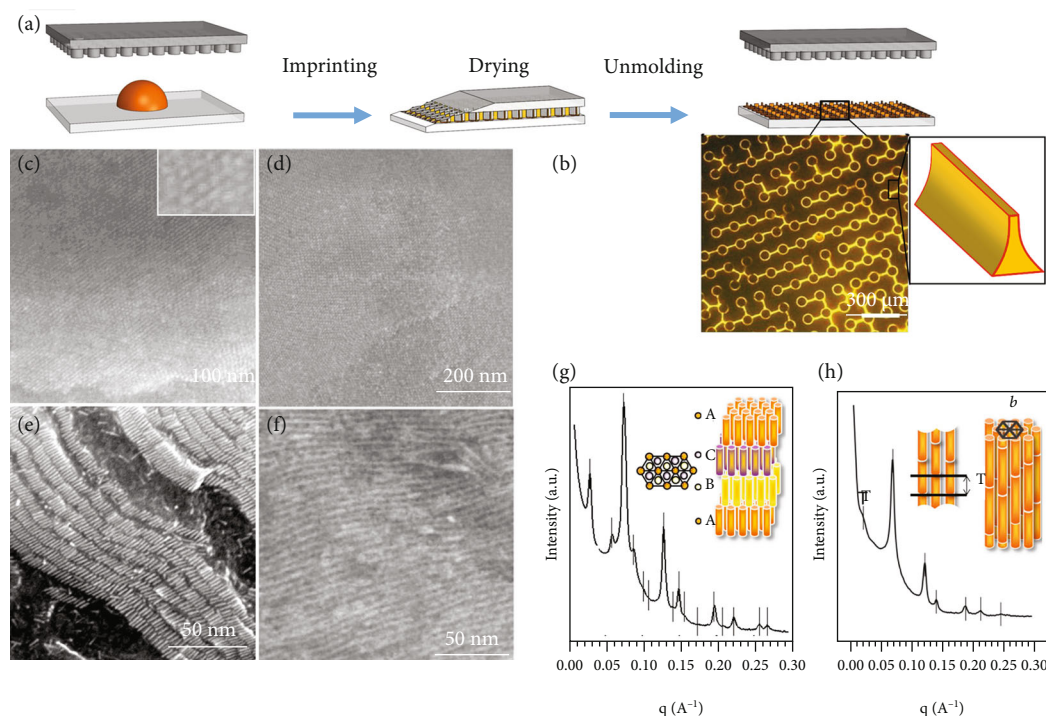 (a)
Imprinting
Drying
Unmolding
(b)
300 μm
(c)
100 nm
(d)
200 nm
(e)
50 nm
(f)
50 nm
(g)
Intensity (a.u.)
A
C
B
A
0.00 0.05 0.10 0.15 0.20 0.25 0.30
q (A⁻¹)
(h)
Intensity (a.u.)
b
T
T
0.00 0.05 0.10 0.15 0.20 0.25 0.30
q (A⁻¹)